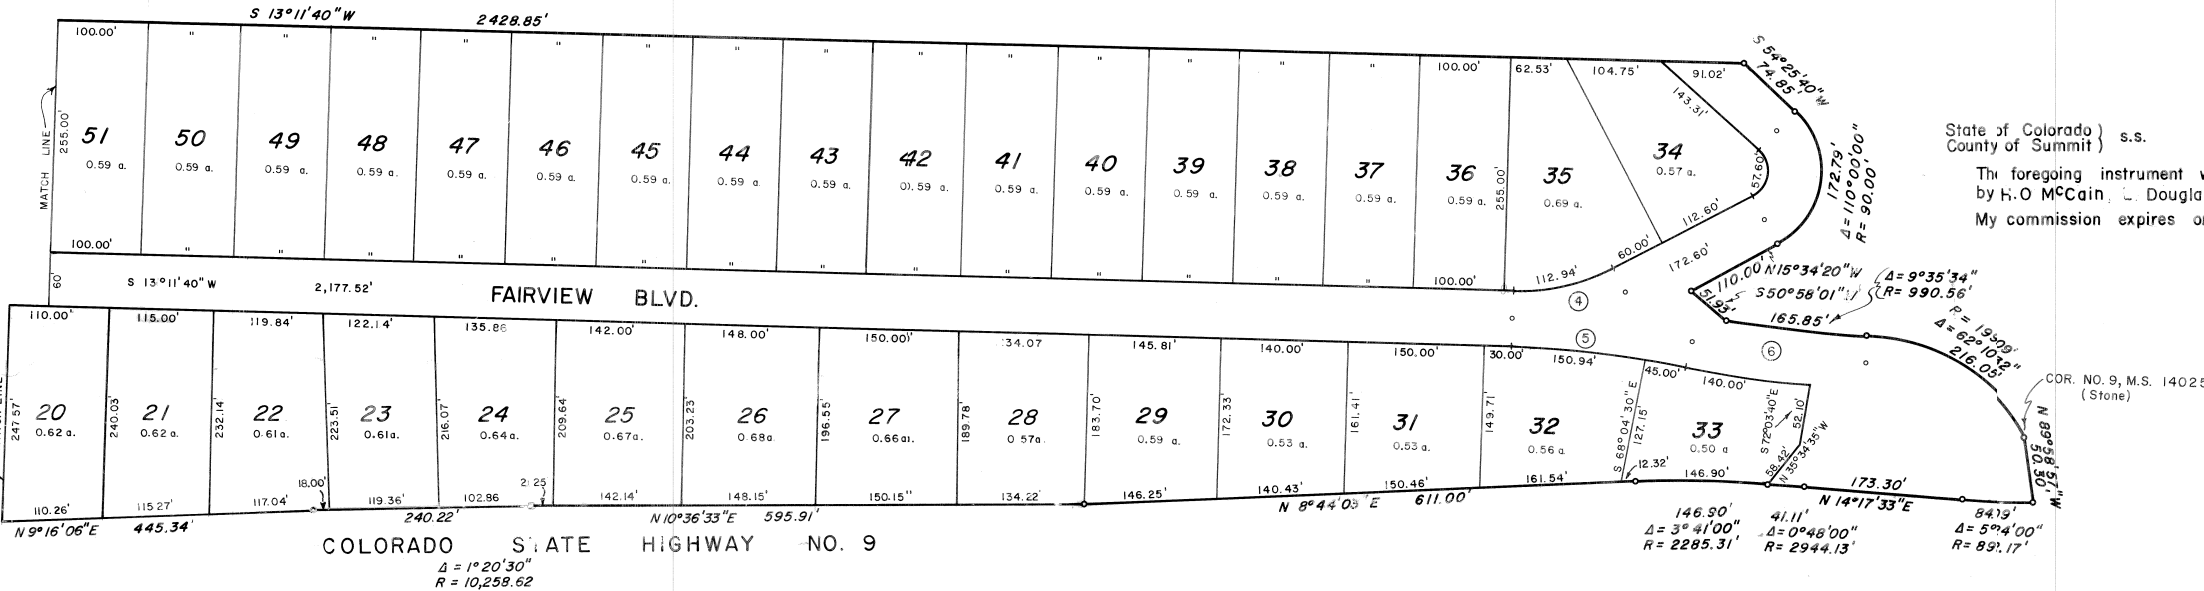 S 13°11'40" W 2428.85'
100.00' " " " " " " " " " " " " " " 100.00' 62.53' 104.75' 91.02'
S 54°25'40" W
74.85'
MATCH LINE
255.00'
51 50 49 48 47 46 45 44 43 42 41 40 39 38 37 36 35 34
0.59 a. 0.59 a. 0.59 a. 0.59 a. 0.59 a. 0.59 a. 0.59 a. 0.59 a. 0.59 a. 0.59 a. 0.59 a. 0.59 a. 0.59 a. 0.59 a. 0.59 a. 0.59 a. 0.69 a. 0.57 a.
255.00'
143.31'
57.60'
112.60'
60.00'
112.94'
172.60'
172.79'
Δ = 110°00'00"
R = 90.00'
State of Colorado )
County of Summit ) s.s.
The foregoing instrument
by H.O McCain, L. Dougla
My commission expires
100.00' " " " " " " " " " " " " " " 100.00'
60'
S 13°11'40" W 2,177.52' FAIRVIEW BLVD.
4
5
6
110.00' N 15°34'20" W
51.93' S 50°58'01"
Δ = 9°35'34"
R = 990.56'
165.85'
Δ = 62°10'
216.05'
COR. NO. 9, M.S. 14025
(Stone)
N 89°58'57" W
50.30'
110.00' 115.00' 119.84' 122.14' 135.86 142.00' 148.00' 150.00' 134.07 145.81' 140.00' 150.00' 30.00' 150.94' 45.00' 140.00'
247.57' 240.03' 232.14' 223.51' 216.07' 209.64' 203.23' 196.55' 189.78' 183.70' 172.33' 161.41' 149.71'
20 21 22 23 24 25 26 27 28 29 30 31 32 33
0.62 a. 0.62 a. 0.61 a. 0.61 a. 0.64 a. 0.67 a. 0.68 a. 0.66 a. 0.57 a. 0.59 a. 0.53 a. 0.53 a. 0.56 a. 0.50 a
S 68°04'30" E
127.15'
S 72°03'40" E
52.10'
58.42'
N 35°34'35" W
110.26' 115.27' 117.04' 18.00' 119.36' 102.86 21.25 142.14' 148.15' 150.15" 134.22' 146.25' 140.43' 150.46' 161.54' 12.32' 146.90'
N 9°16'06" E 445.34' 240.22' N 10°36'33" E 595.91' N 8°44'03" E 611.00'
173.30'
N 14°17'33" E
COLORADO STATE HIGHWAY NO. 9
Δ = 1°20'30"
R = 10,258.62
146.90'
Δ = 3°41'00"
R = 2285.31'
41.11'
Δ = 0°48'00"
R = 2944.13'